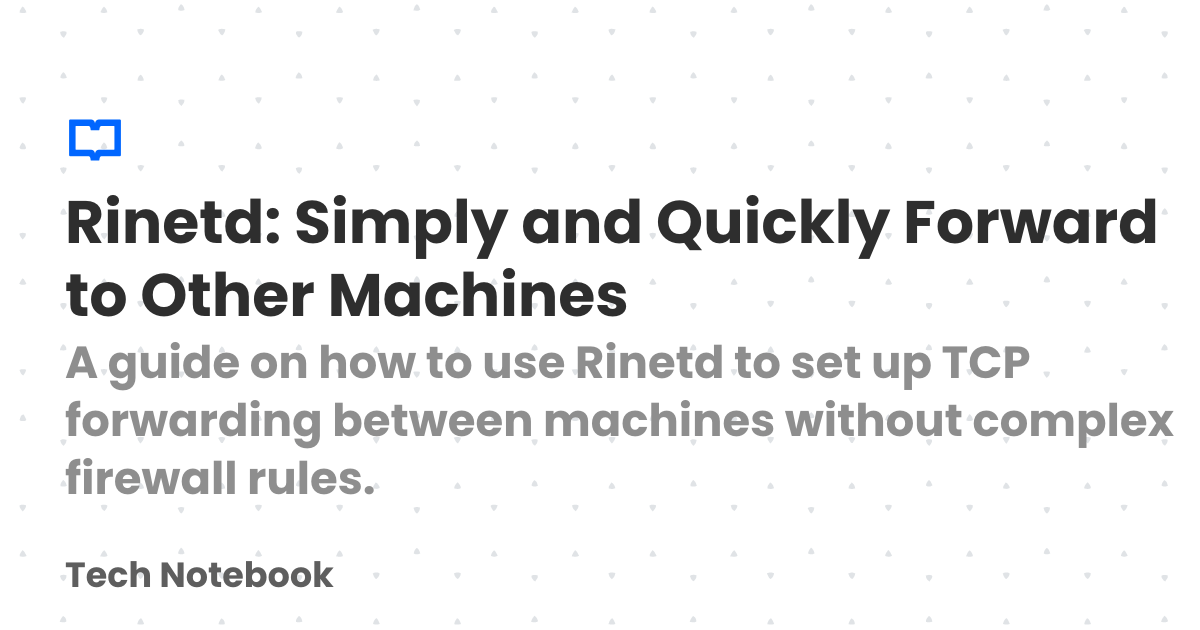 Rinetd: Simply and Quickly Forward
to Other Machines
A guide on how to use Rinetd to set up TCP
forwarding between machines without complex
firewall rules.
Tech Notebook